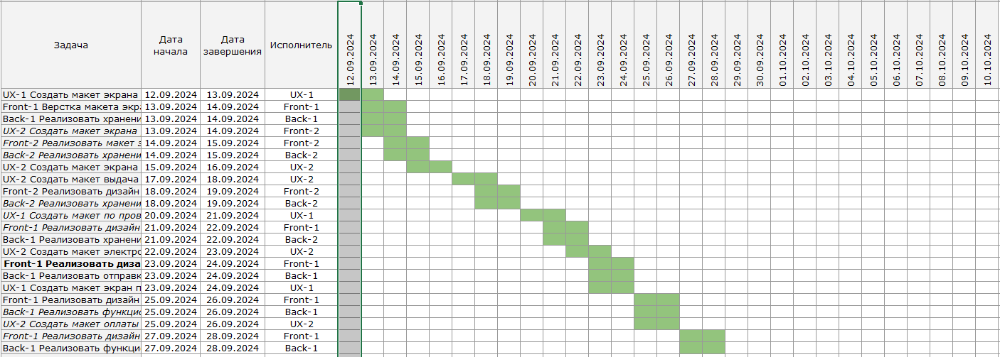 Задача Дата начала Дата завершения Исполнитель 12.09.2024 13.09.2024 14.09.2024 15.09.2024 16.09.2024 17.09.2024 18.09.2024 19.09.2024 20.09.2024 21.09.2024 22.09.2024 23.09.2024 24.09.2024 25.09.2024 26.09.2024 27.09.2024 28.09.2024 29.09.2024 30.09.2024 01.10.2024 02.10.2024 03.10.2024 04.10.2024 05.10.2024 06.10.2024 07.10.2024 08.10.2024 09.10.2024 10.10.2024
UX-1 Создать макет экрана 12.09.2024 13.09.2024 UX-1
Front-1 Верстка макета экр 13.09.2024 14.09.2024 Front-1
Back-1 Реализовать хранени 13.09.2024 14.09.2024 Back-1
UX-2 Создать макет экрана 13.09.2024 14.09.2024 Front-2
Front-2 Реализовать макет э 14.09.2024 15.09.2024 Front-2
Back-2 Реализовать хранени 14.09.2024 15.09.2024 Back-2
UX-2 Создать макет экрана 15.09.2024 16.09.2024 UX-2
UX-2 Создать макет выдача 17.09.2024 18.09.2024 UX-2
Front-2 Реализовать дизайн 18.09.2024 19.09.2024 Front-2
Back-2 Реализовать хранени 18.09.2024 19.09.2024 Back-2
UX-1 Создать макет по пров 20.09.2024 21.09.2024 UX-1
Front-1 Реализовать дизайн 21.09.2024 22.09.2024 Front-1
Back-1 Реализовать хранени 21.09.2024 22.09.2024 Back-2
UX-2 Создать макет электро 22.09.2024 23.09.2024 UX-2
Front-1 Реализовать диза 23.09.2024 24.09.2024 Front-1
Back-1 Реализовать отправк 23.09.2024 24.09.2024 Back-1
UX-1 Создать макет экран п 23.09.2024 24.09.2024 UX-1
Front-1 Реализовать дизайн 25.09.2024 26.09.2024 Front-1
Back-1 Реализовать функцио 25.09.2024 26.09.2024 Back-1
UX-2 Создать макет оплаты 25.09.2024 26.09.2024 UX-2
Front-1 Реализовать дизайн 27.09.2024 28.09.2024 Front-1
Back-1 Реализовать функци 27.09.2024 28.09.2024 Back-1